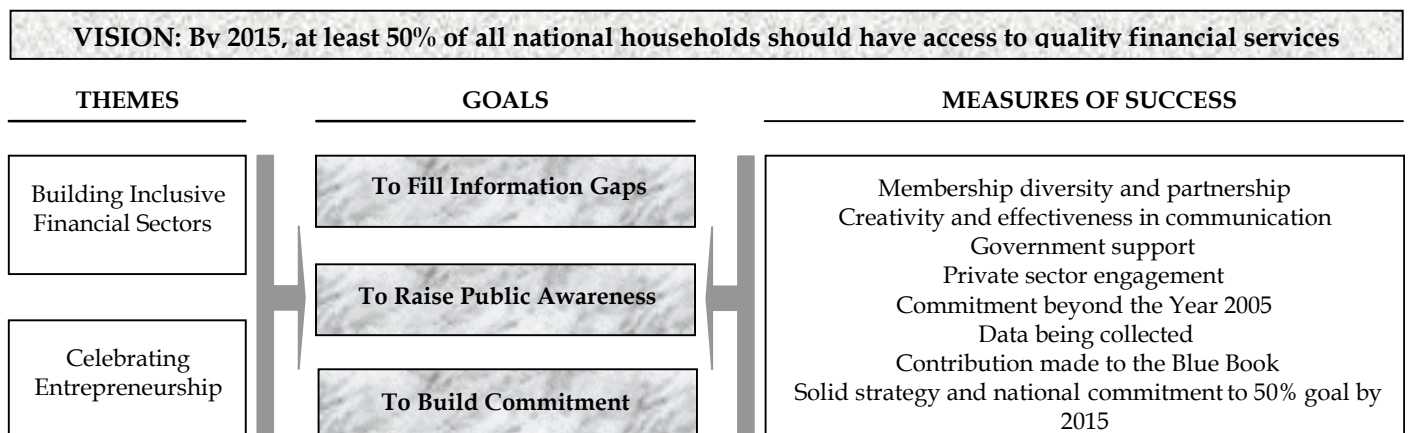 VISION: By 2015, at least 50% of all national households should have access to quality financial services
THEMES
GOALS
MEASURES OF SUCCESS
Building Inclusive
Financial Sectors
Celebrating
Entrepreneurship
To Fill Information Gaps
To Raise Public Awareness
To Build Commitment
Membership diversity and partnership
Creativity and effectiveness in communication
Government support
Private sector engagement
Commitment beyond the Year 2005
Data being collected
Contribution made to the Blue Book
Solid strategy and national commitment to 50% goal by
2015